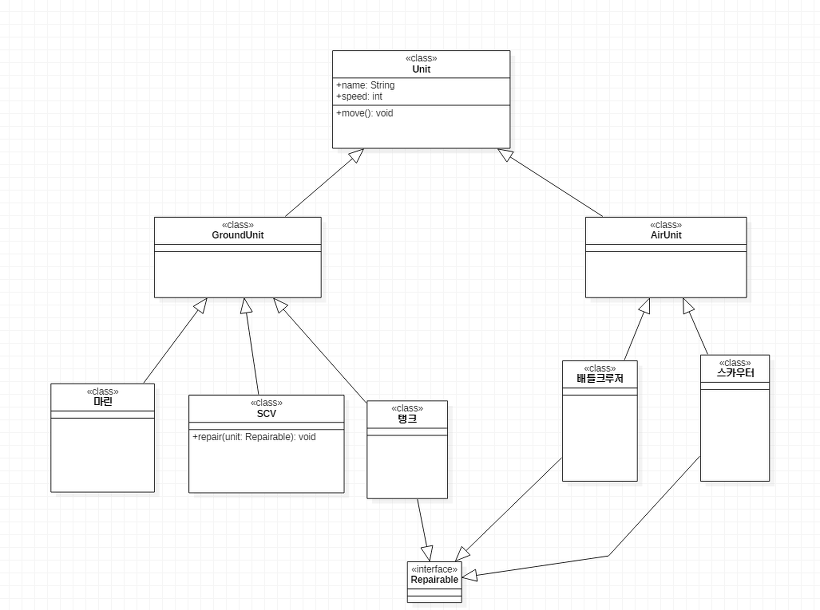 «class»
Unit
+name: String
+speed: int
+move(): void
«class»
GroundUnit
«class»
AirUnit
«class»
마린
«class»
SCV
+repair(unit: Repairable): void
«class»
탱크
«class»
배틀크루저
«class»
스카우터
«interface»
Repairable